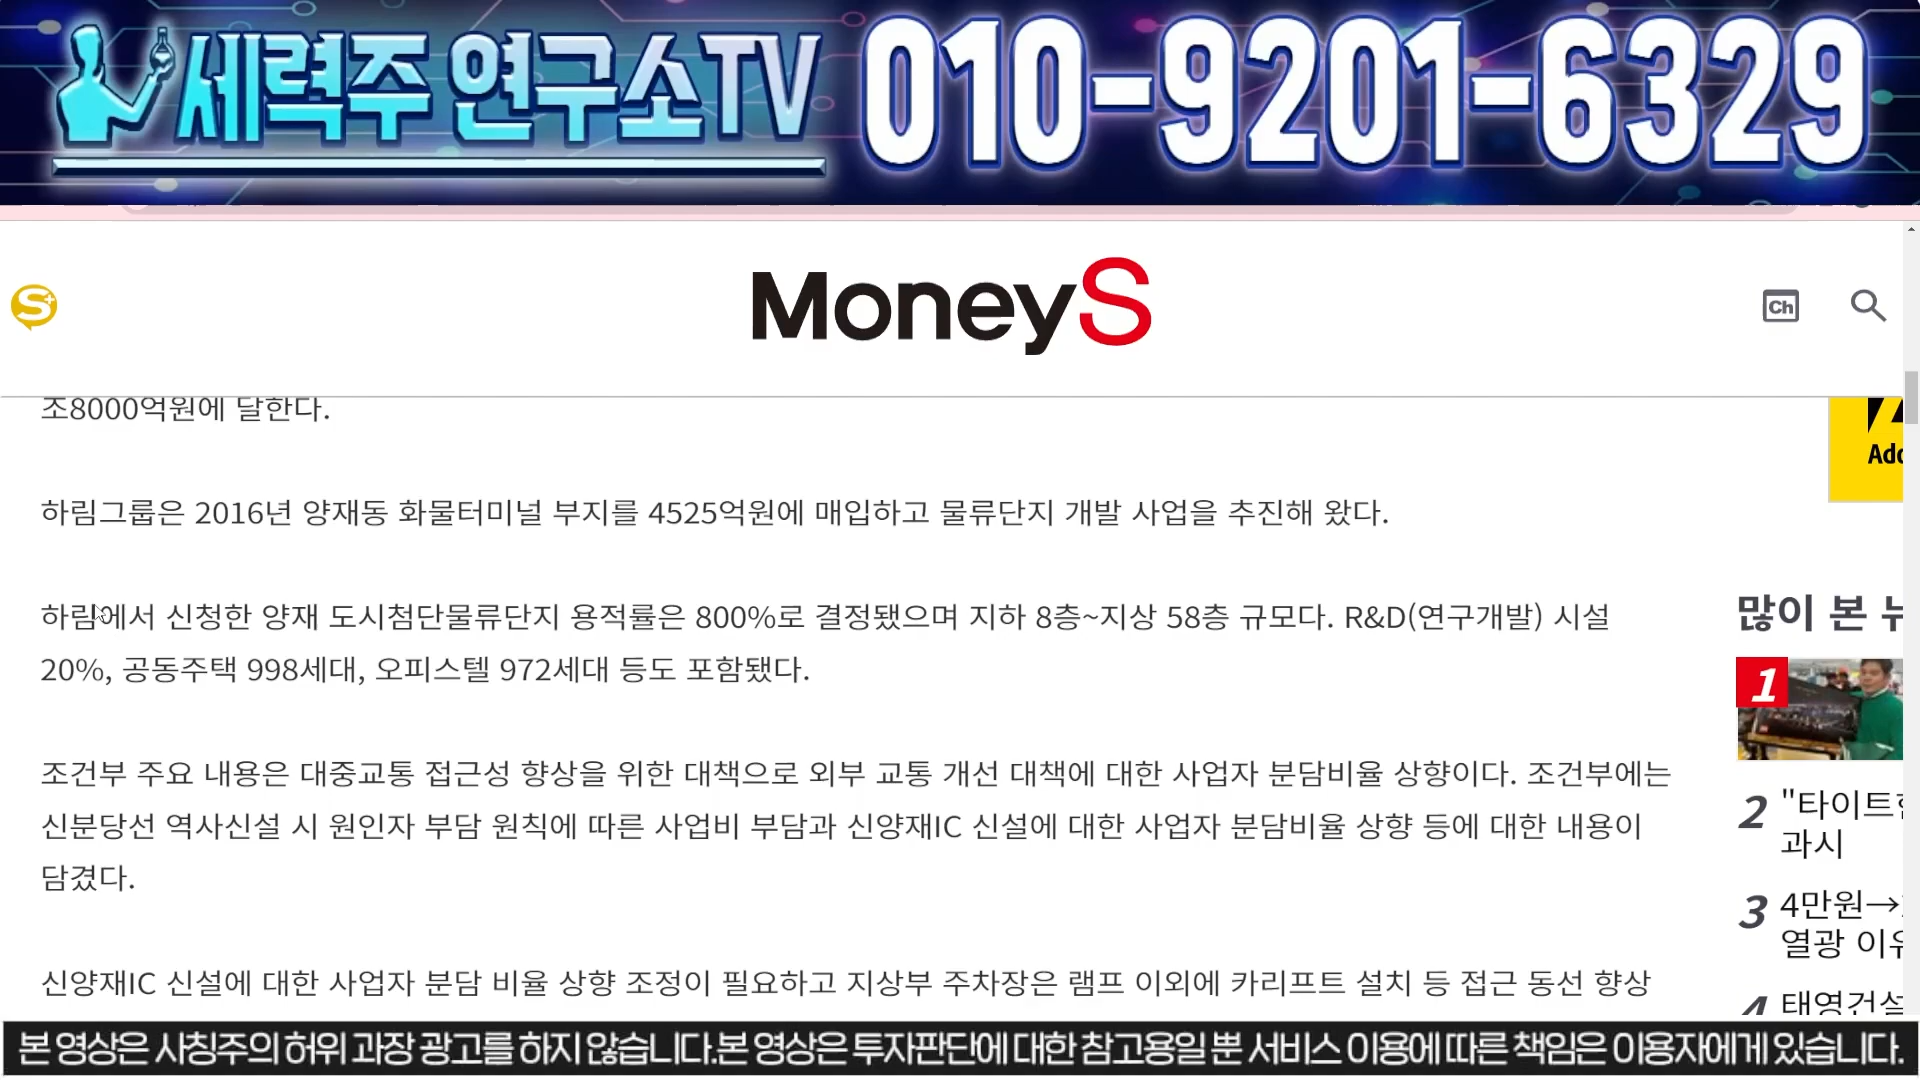 세력주 연구소TV 010-9201-6329
S+
MoneyS
Ch
조8000억원에 달한다.
하림그룹은 2016년 양재동 화물터미널 부지를 4525억원에 매입하고 물류단지 개발 사업을 추진해 왔다.
하림에서 신청한 양재 도시첨단물류단지 용적률은 800%로 결정됐으며 지하 8층~지상 58층 규모다. R&D(연구개발) 시설
20%, 공동주택 998세대, 오피스텔 972세대 등도 포함됐다.
조건부 주요 내용은 대중교통 접근성 향상을 위한 대책으로 외부 교통 개선 대책에 대한 사업자 분담비율 상향이다. 조건부에는
신분당선 역사신설 시 원인자 부담 원칙에 따른 사업비 부담과 신양재IC 신설에 대한 사업자 분담비율 상향 등에 대한 내용이
담겼다.
신양재IC 신설에 대한 사업자 분담 비율 상향 조정이 필요하고 지상부 주차장은 램프 이외에 카리프트 설치 등 접근 동선 향상
많이 본
1
2 "타이트한
과시
3 4만원→
열광 이유
4 태영건설
본 영상은 사칭주의 허위 과장 광고를 하지 않습니다.본 영상은 투자판단에 대한 참고용일 뿐 서비스 이용에 따른 책임은 이용자에게 있습니다.